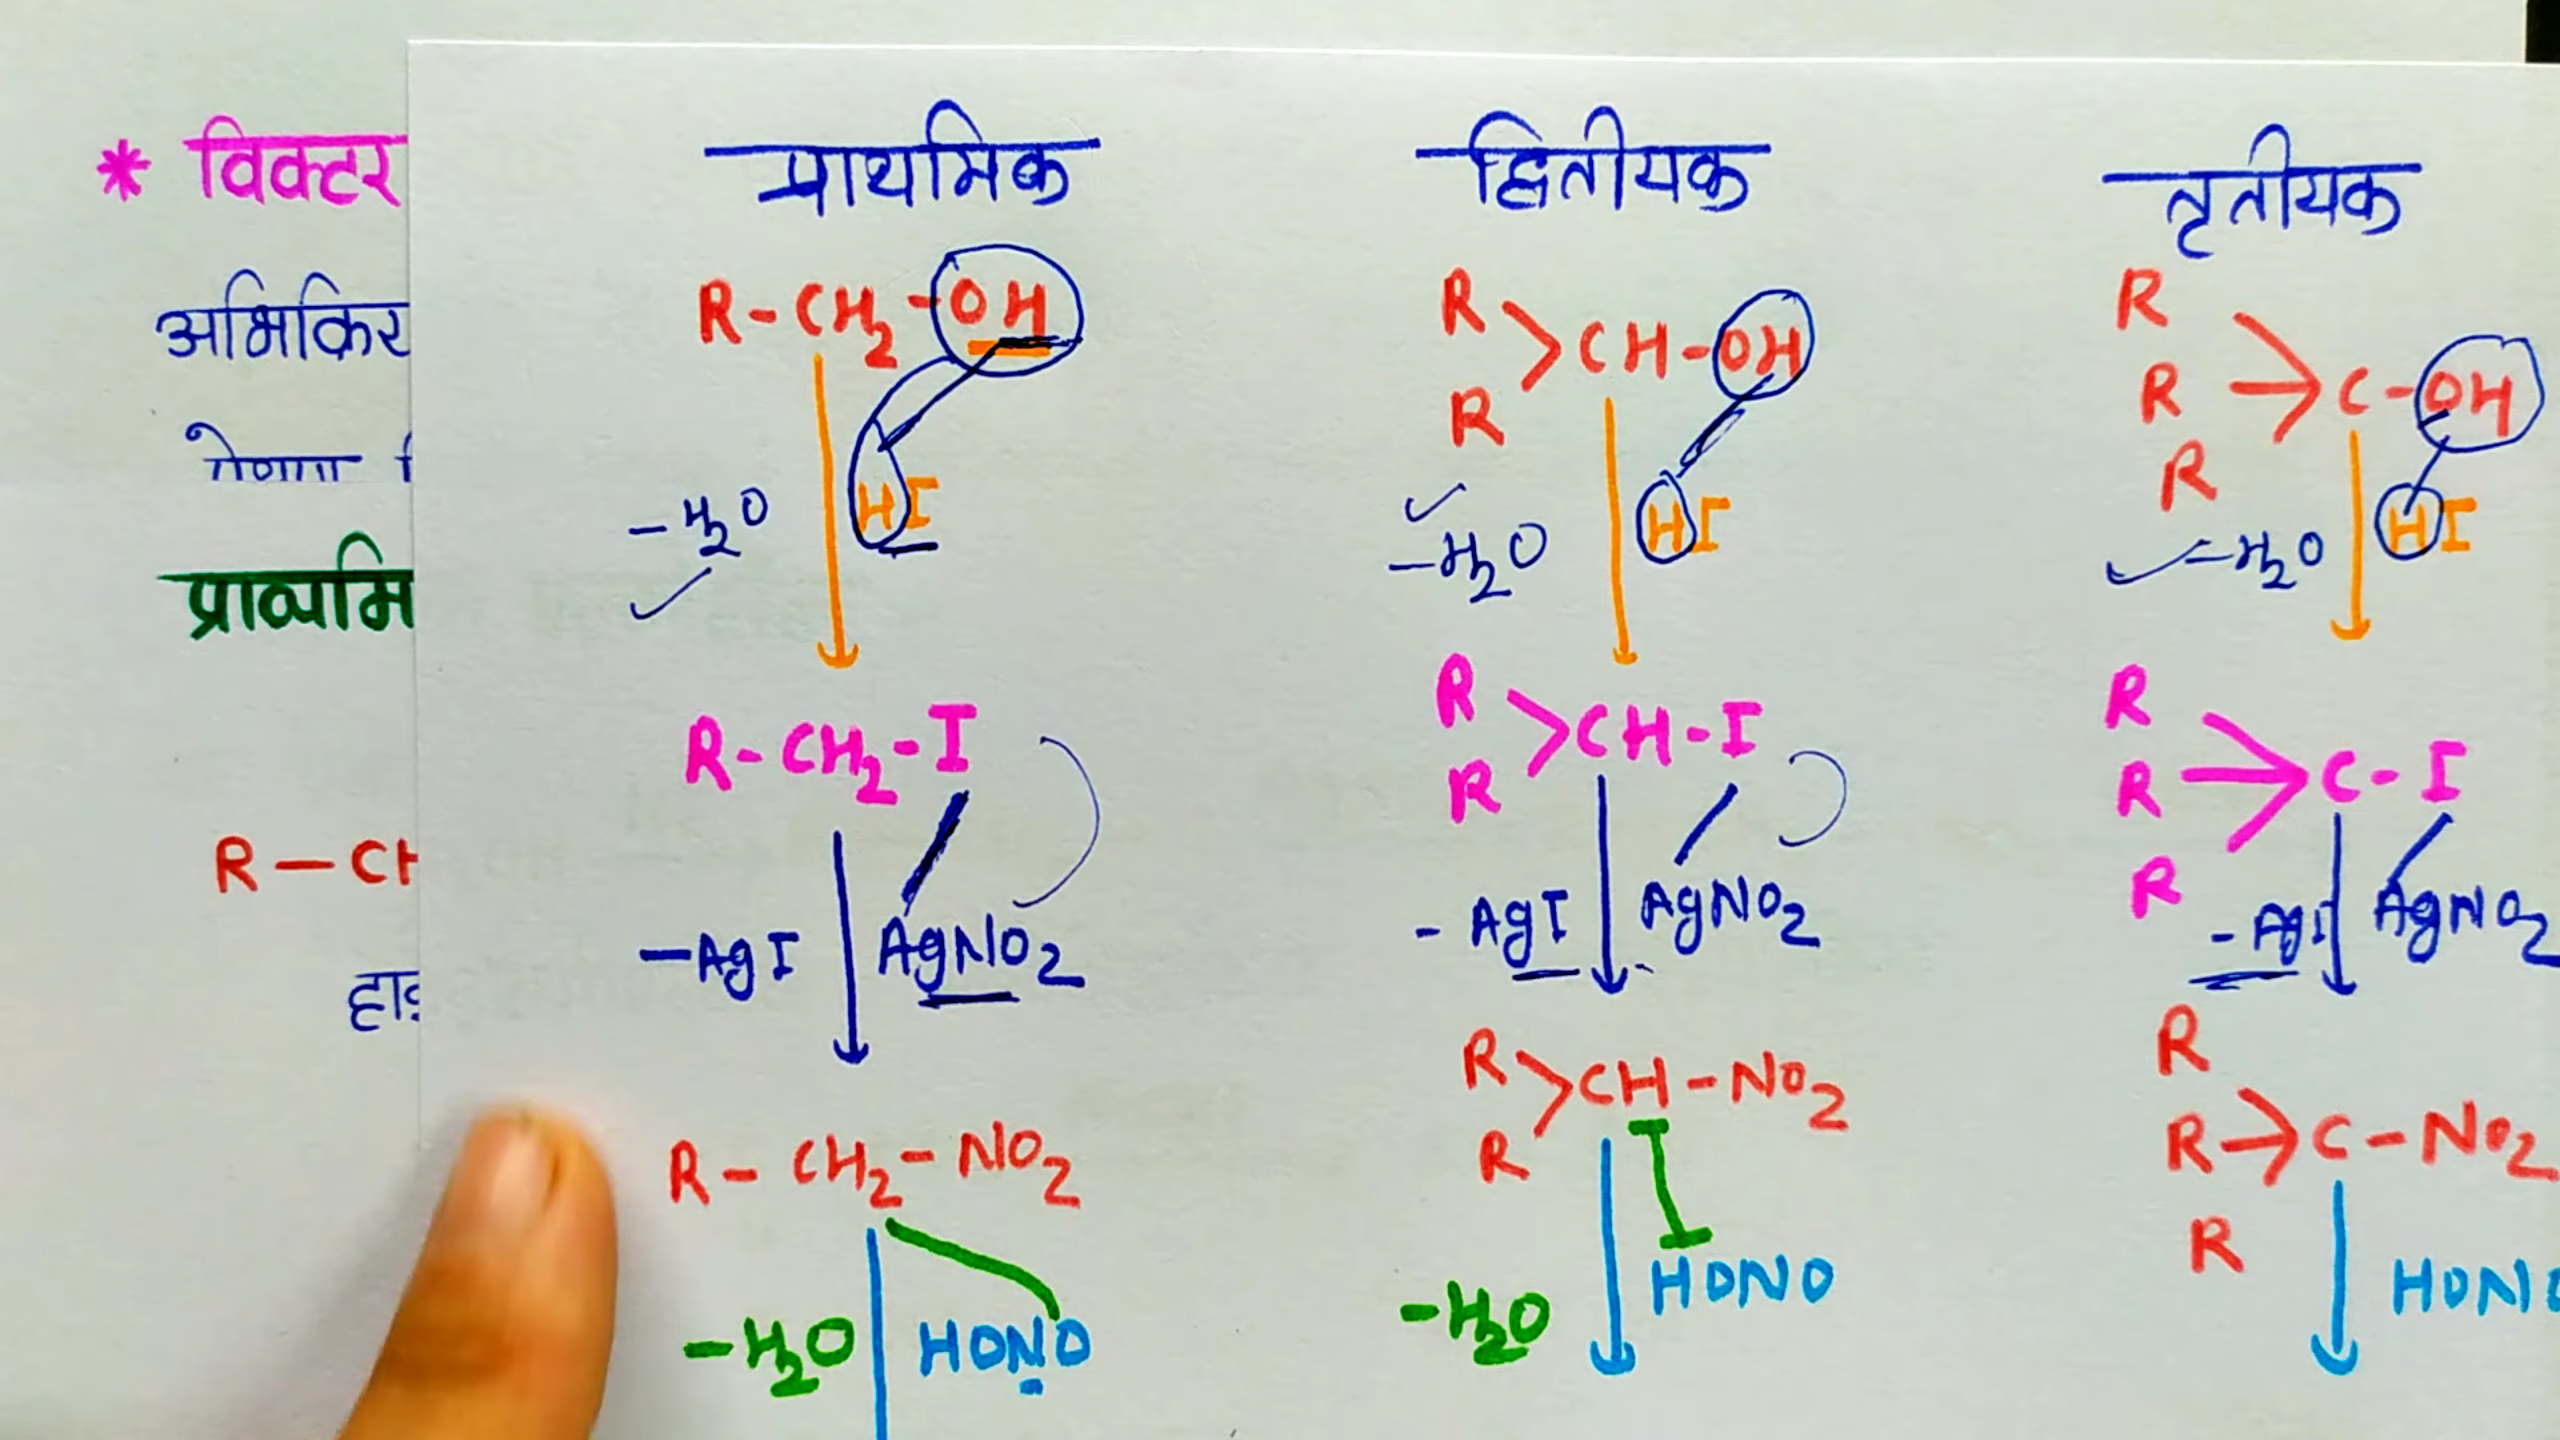 * विक्टर
अभिकिर
प्राथमि
R – CH
प्राथमिक द्वितीयक तृतीयक
R - CH2 - OH
R R > CH - OH
R R R > C - OH
- H2O HI
- H2O HI
- H2O HI
R - CH2 - I
R R > CH - I
R R R > C - I
- AgI AgNO2
- AgI AgNO2
- AgI AgNO2
R - CH2 - NO2
R R > CH - NO2
R R R > C - NO2
- H2O HONO
- H2O HONO
HONO